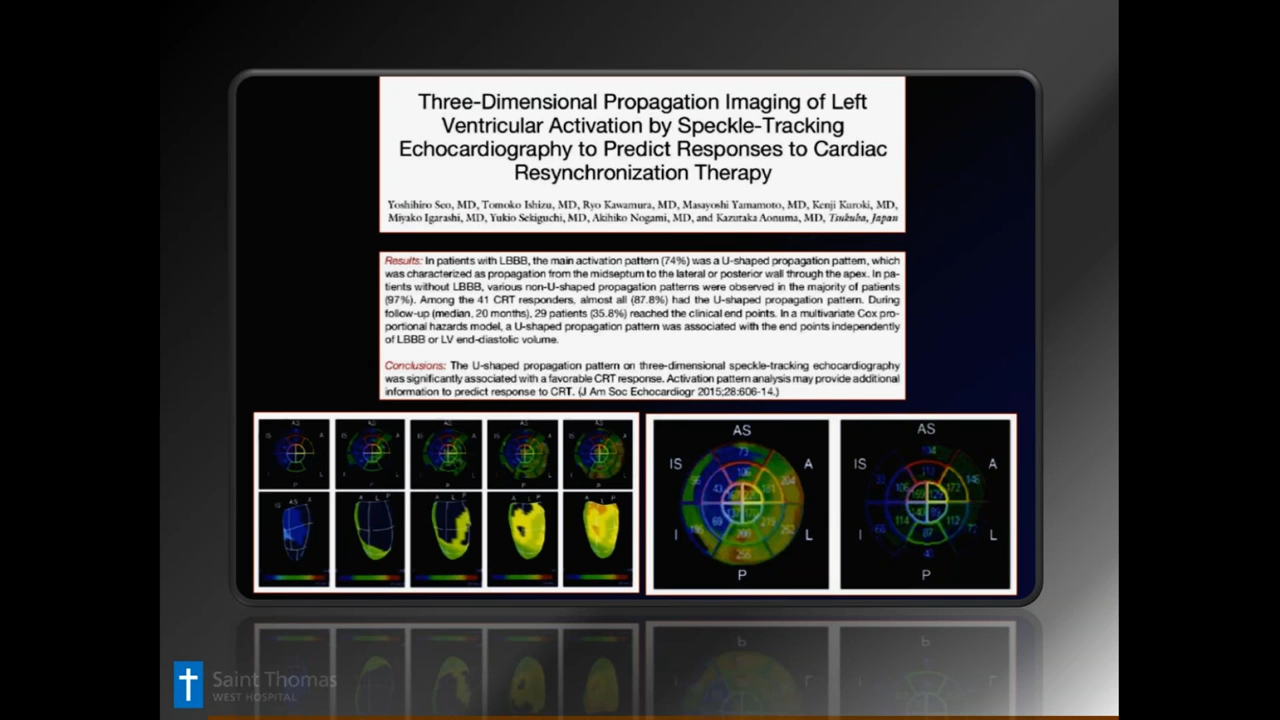 Three-Dimensional Propagation Imaging of Left
Ventricular Activation by Speckle-Tracking
Echocardiography to Predict Responses to Cardiac
Resynchronization Therapy
Yoshihiro Seo, MD, Tomoko Ishizu, MD, Ryo Kawamura, MD, Masayoshi Yamamoto, MD, Kenji Kuroki, MD,
Miyako Igarashi, MD, Yukio Sekiguchi, MD, Akihiko Nogami, MD, and Kazutaka Aonuma, MD, Tsukuba, Japan
Results: In patients with LBBB, the main activation pattern (74%) was a U-shaped propagation pattern, which
was characterized as propagation from the midseptum to the lateral or posterior wall through the apex. In pa-
tients without LBBB, various non-U-shaped propagation patterns were observed in the majority of patients
(97%). Among the 41 CRT responders, almost all (87.8%) had the U-shaped propagation pattern. During
follow-up (median, 20 months), 29 patients (35.8%) reached the clinical end points. In a multivariate Cox pro-
portional hazards model, a U-shaped propagation pattern was associated with the end points independently
of LBBB or LV end-diastolic volume.
Conclusions: The U-shaped propagation pattern on three-dimensional speckle-tracking echocardiography
was significantly associated with a favorable CRT response. Activation pattern analysis may provide additional
information to predict response to CRT. (J Am Soc Echocardiogr 2015;28:606-14.)
AS AS
IS A IS A
I L I L
P P
Saint Thomas
WEST HOSPITAL